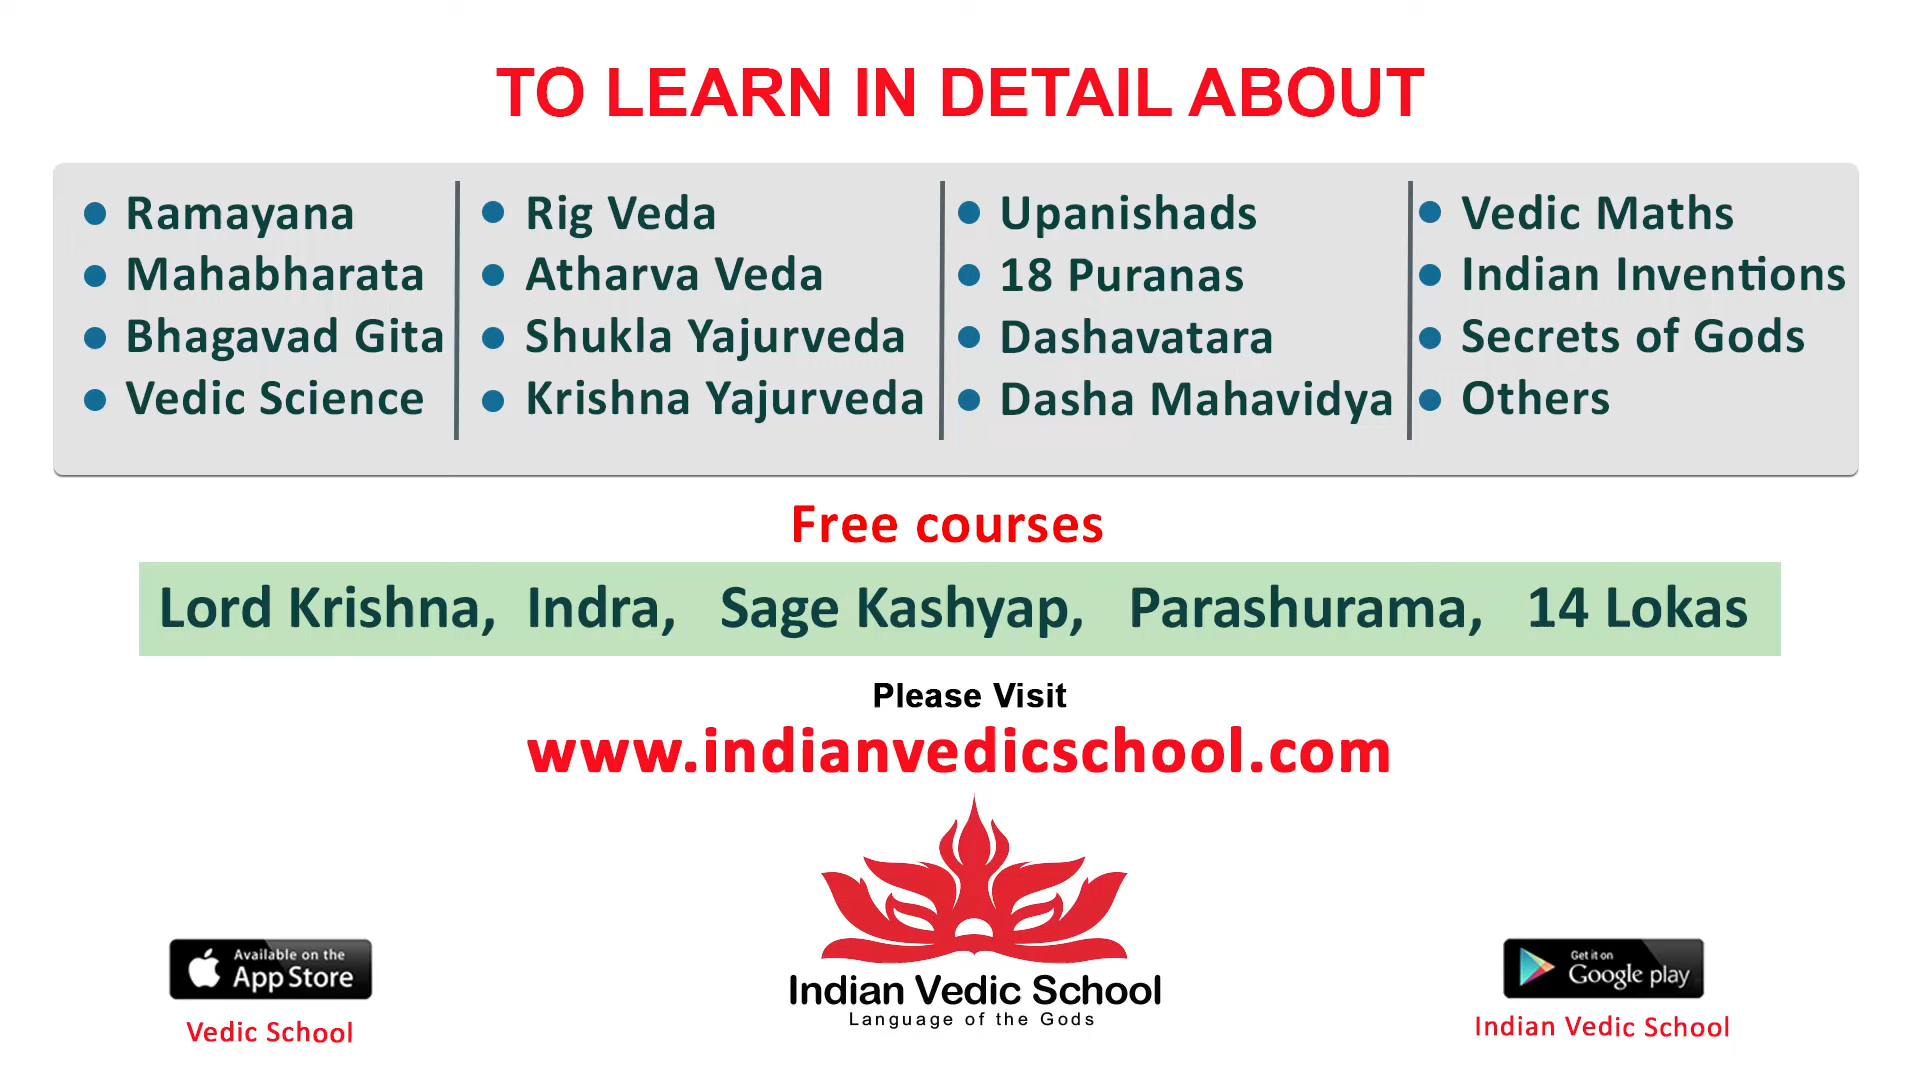 TO LEARN IN DETAIL ABOUT
Ramayana
Mahabharata
Bhagavad Gita
Vedic Science
Rig Veda
Atharva Veda
Shukla Yajurveda
Krishna Yajurveda
Upanishads
18 Puranas
Dashavatara
Dasha Mahavidya
Vedic Maths
Indian Inventions
Secrets of Gods
Others
Free courses
Lord Krishna, Indra, Sage Kashyap, Parashurama, 14 Lokas
Please Visit
www.indianvedicschool.com
Available on the
App Store
Vedic School
Indian Vedic School
Language of the Gods
Get it on
Google play
Indian Vedic School